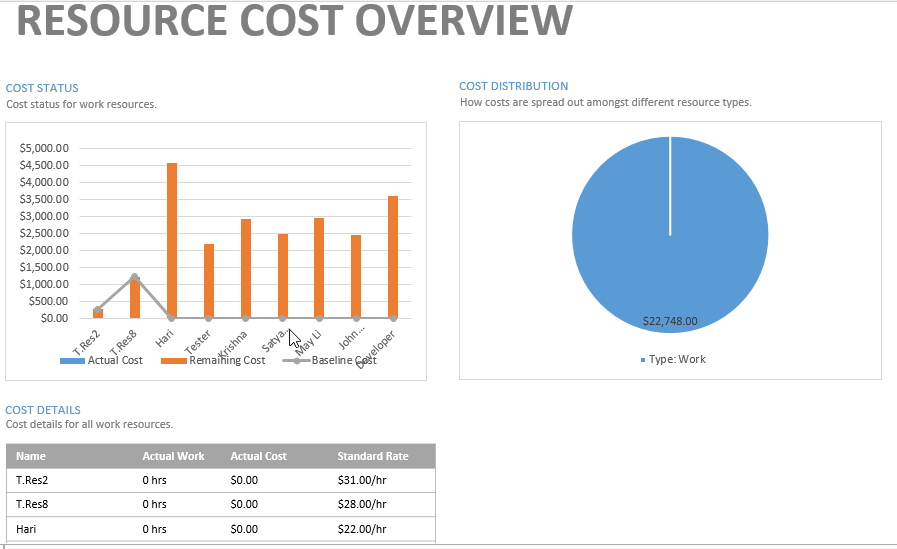 RESOURCE COST OVERVIEW
COST STATUS
Cost status for work resources.
$5,000.00
$4,500.00
$4,000.00
$3,500.00
$3,000.00
$2,500.00
$2,000.00
$1,500.00
$1,000.00
$500.00
$0.00
T.Res2
T.Res8
Hari
Tester
Krishna
Satya...
May Li
John...
Developer
Actual Cost Remaining Cost Baseline Cost
COST DISTRIBUTION
How costs are spread out amongst different resource types.
$22,748.00
Type: Work
COST DETAILS
Cost details for all work resources.
Name Actual Work Actual Cost Standard Rate
T.Res2 0 hrs $0.00 $31.00/hr
T.Res8 0 hrs $0.00 $28.00/hr
Hari 0 hrs $0.00 $22.00/hr